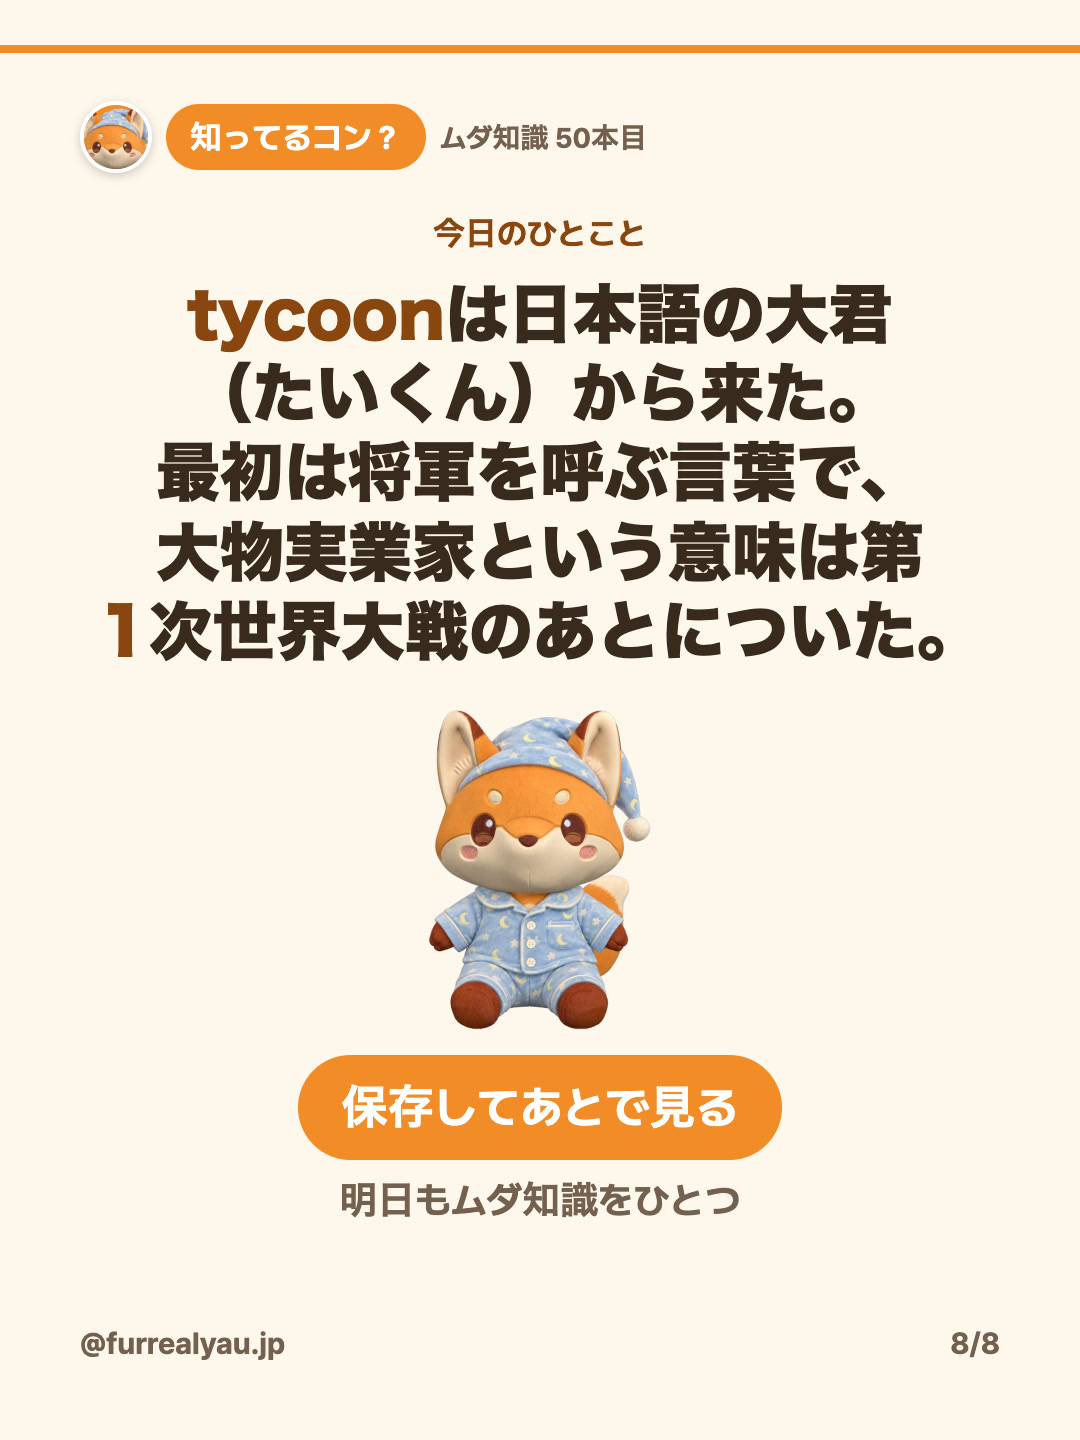 知ってるコン？ ムダ知識 50本目
今日のひとこと
tycoonは日本語の大君
（たいくん）から来た。
最初は将軍を呼ぶ言葉で、
大物実業家という意味は第
1次世界大戦のあとについた。
保存してあとで見る
明日もムダ知識をひとつ
@furrealyau.jp 8/8